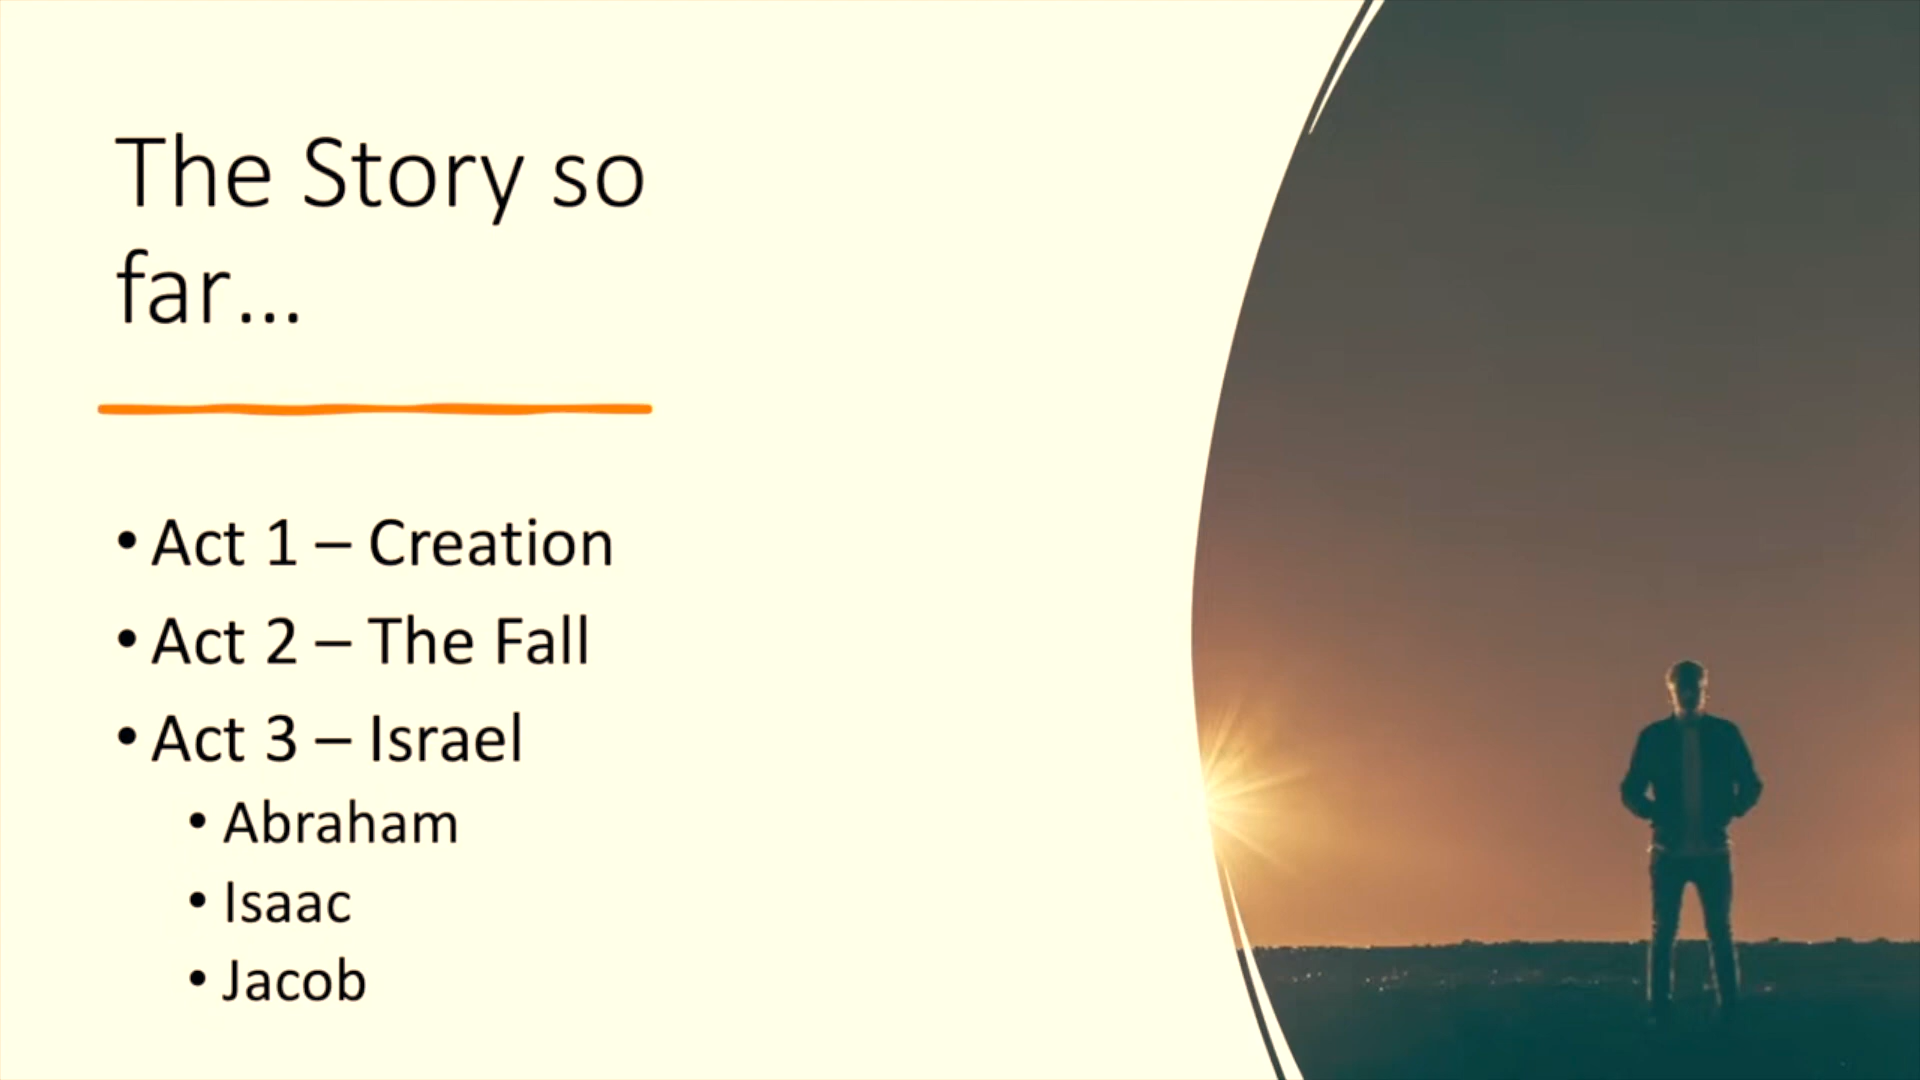 The Story so
far...
• Act 1 – Creation
• Act 2 – The Fall
• Act 3 – Israel
• Abraham
• Isaac
• Jacob